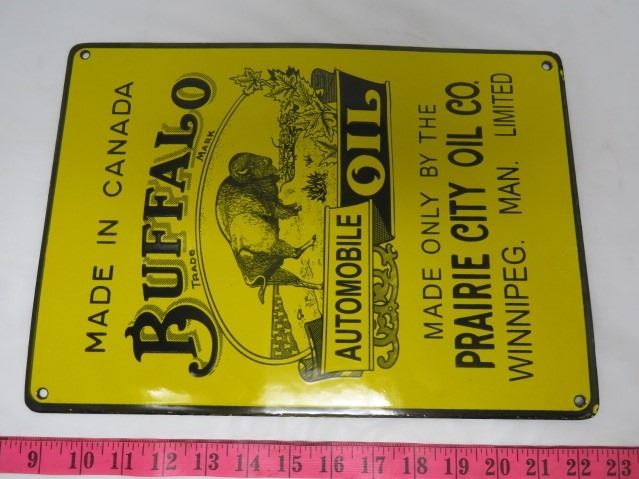 MADE IN CANADA
BUFFALO
TRADE MARK
AUTOMOBILE
OIL
MADE ONLY BY THE
PRAIRIE CITY OIL CO.
WINNIPEG. MAN. LIMITED
9 10 11 12 13 14 15 16 17 18 19 20 21 22 23